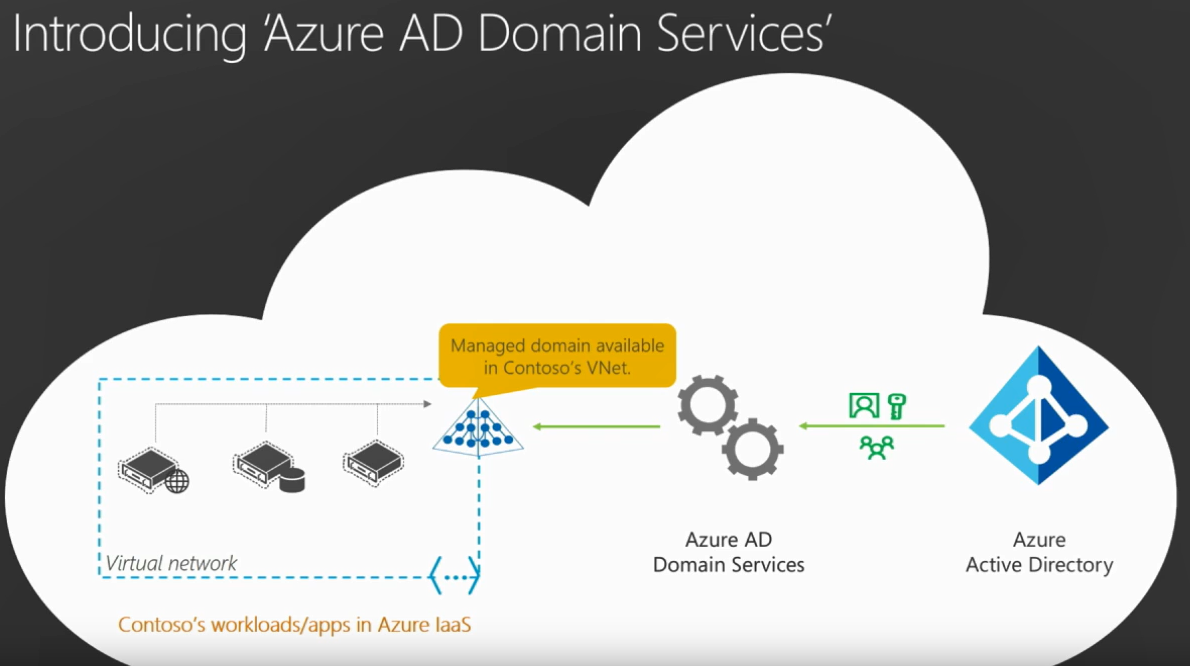 Introducing ‘Azure AD Domain Services’
Managed domain available
in Contoso’s VNet.
Virtual network
Azure AD
Domain Services
Azure
Active Directory
Contoso’s workloads/apps in Azure IaaS